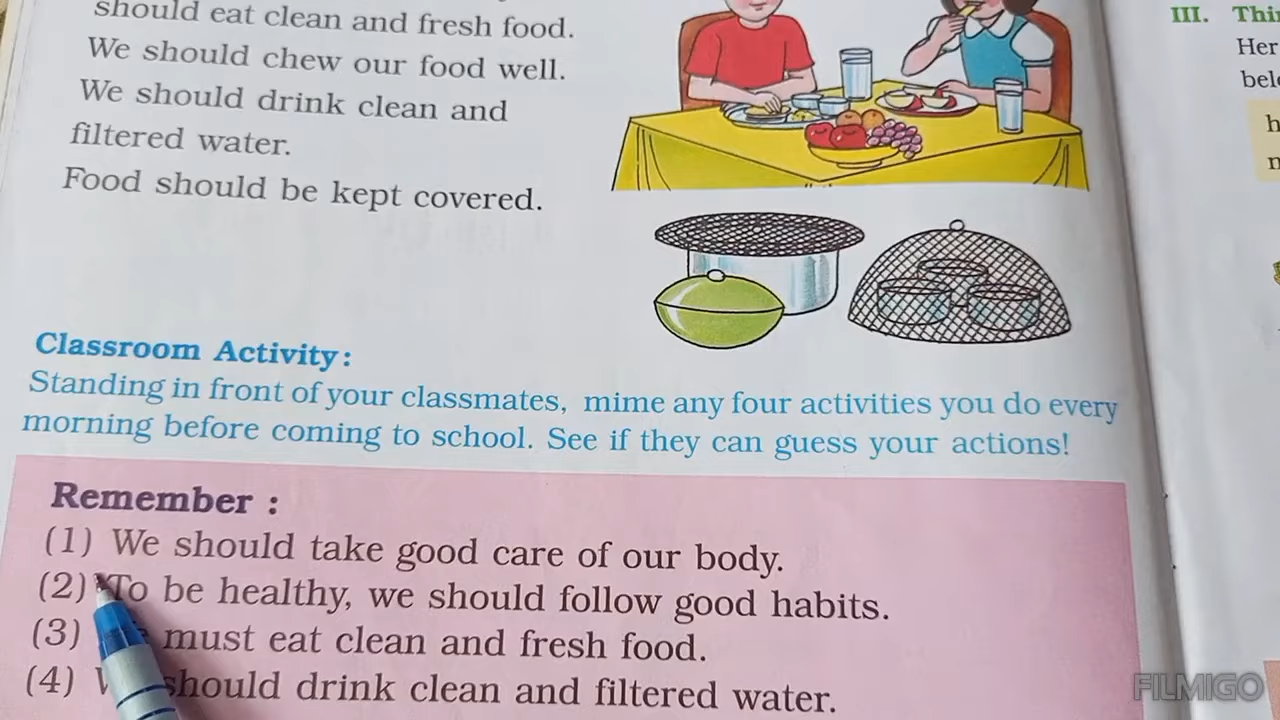 should eat clean and fresh food.
We should chew our food well.
We should drink clean and
filtered water.
Food should be kept covered.
Classroom Activity:
Standing in front of your classmates, mime any four activities you do every
morning before coming to school. See if they can guess your actions!
Remember :
(1) We should take good care of our body.
(2) To be healthy, we should follow good habits.
(3) must eat clean and fresh food.
(4) should drink clean and filtered water.
III.
Her
FILMIGO